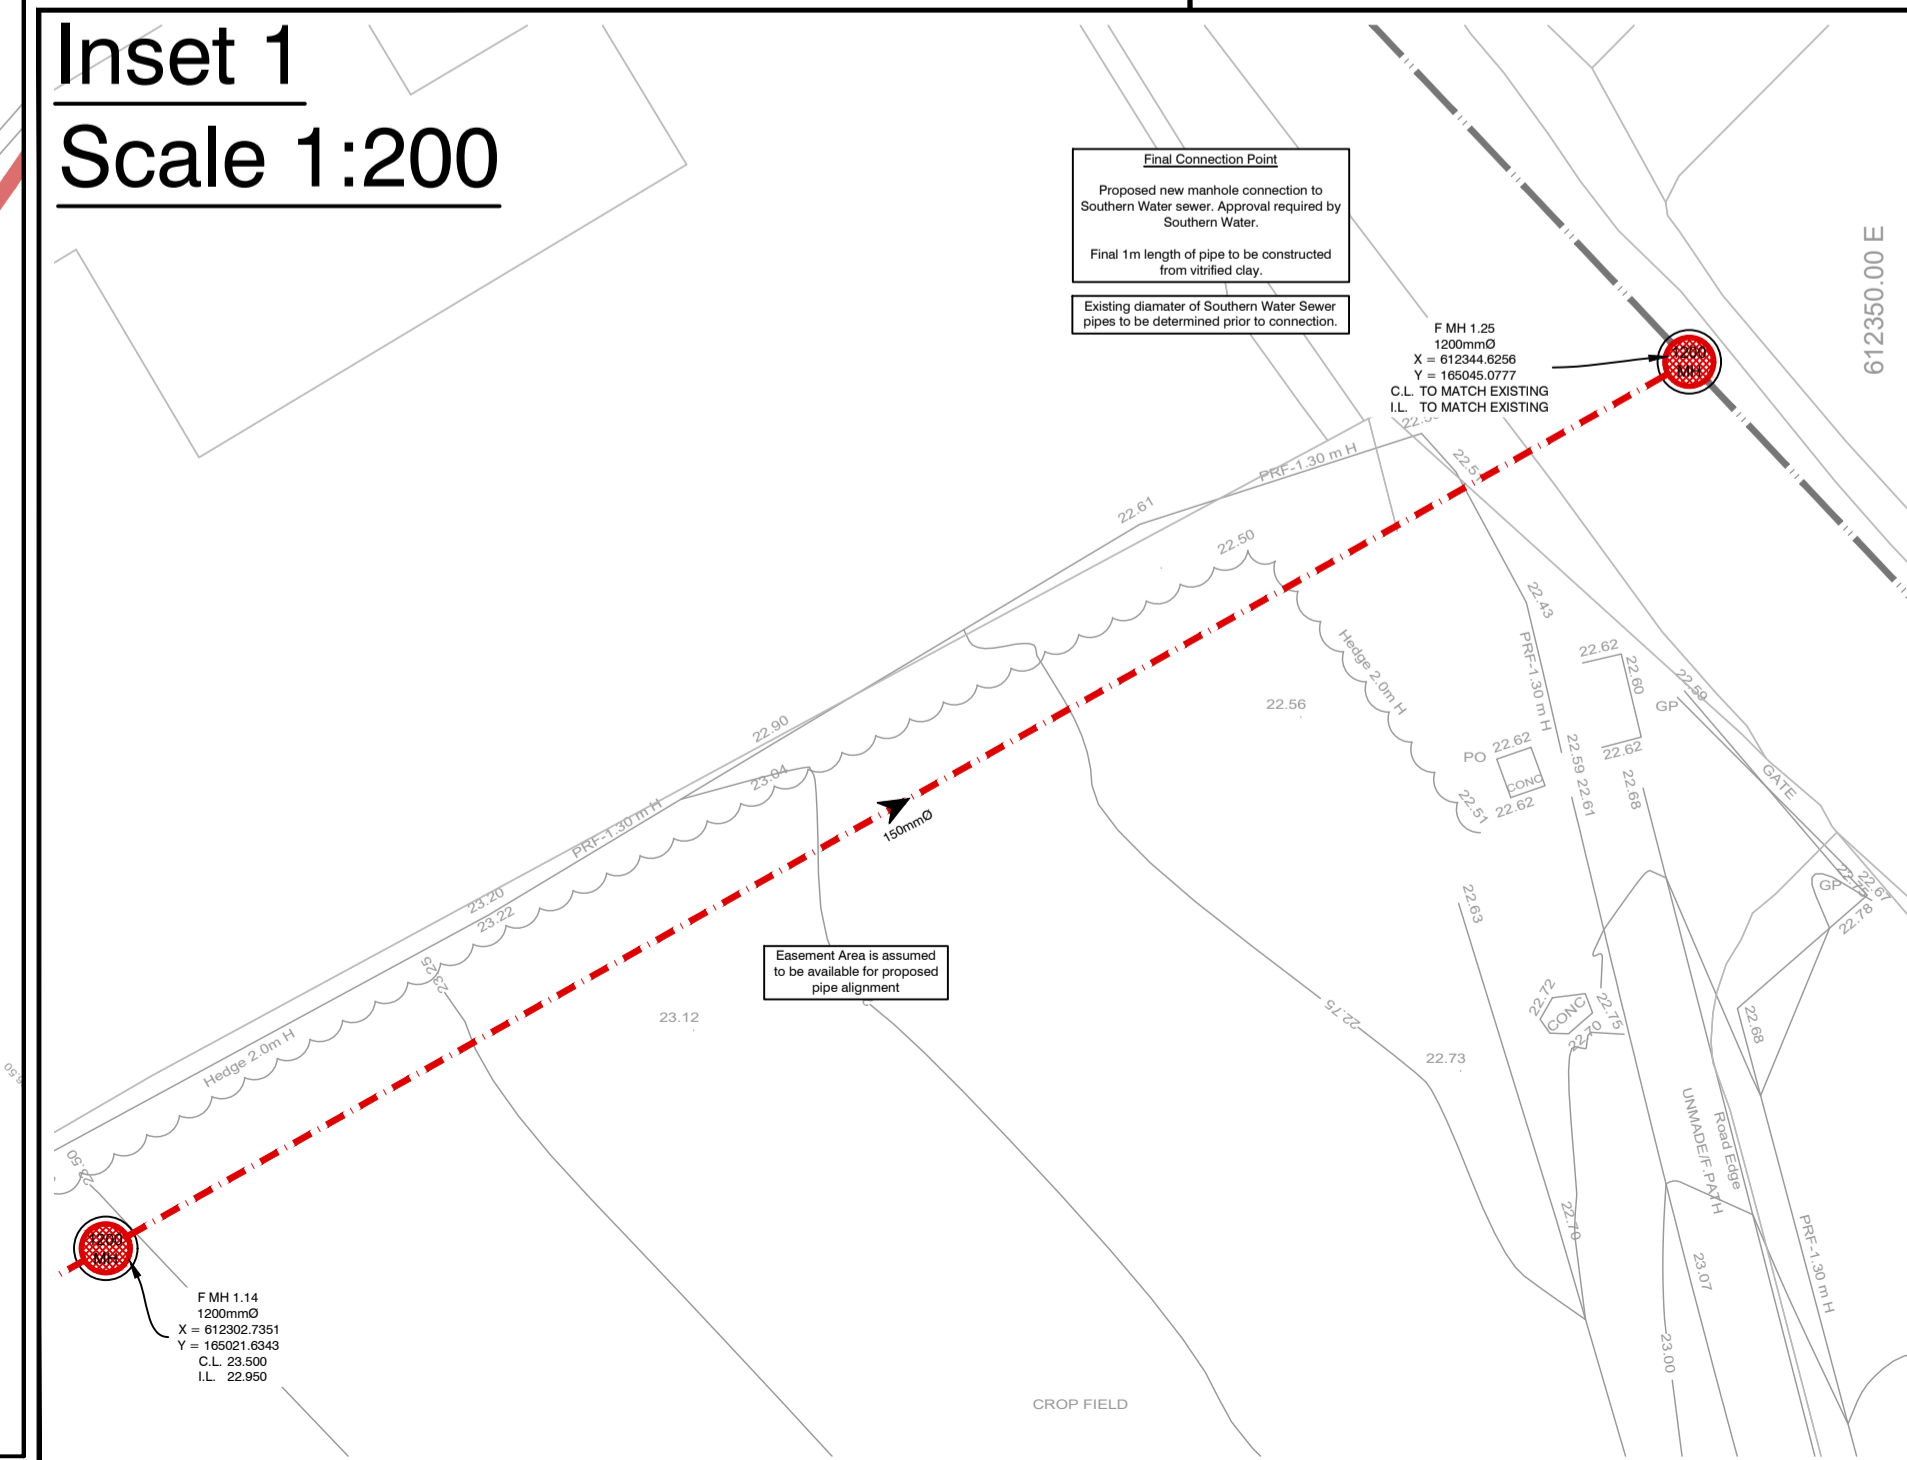 Inset 1
Scale 1:200
Final Connection Point
Proposed new manhole connection to
Southern Water sewer. Approval required by
Southern Water.
Final 1m length of pipe to be constructed
from vitrified clay.
Existing diamater of Southern Water Sewer
pipes to be determined prior to connection.
F MH 1.25
1200mmØ
X = 612344.6256
Y = 165045.0777
C.L. TO MATCH EXISTING
I.L. TO MATCH EXISTING
1200
MH
612350.00 E
PRF-1.30 m H
22.61
22.50
22.43
Hedge 2.0m H
PRF-1.30 m H
22.62
22.60
22.59
GP
22.56
22.90
22.62
PO
22.62
CONC
22.59
22.61
22.68
GATE
23.04
22.62
22.51
150mmØ
PRF-1.30 m H
23.20
23.22
22.63
GP
22.75
22.67
22.78
Easement Area is assumed
to be available for proposed
pipe alignment
23.25
23.12
22.75
22.72
CONC
22.75
22.70
22.68
22.73
Hedge 2.0m H
6.50
UNMADE/F.PATH
Road Edge
22.70
PRF-1.30 m H
23.07
23.00
1200
MH
F MH 1.14
1200mmØ
X = 612302.7351
Y = 165021.6343
C.L. 23.500
I.L. 22.950
CROP FIELD